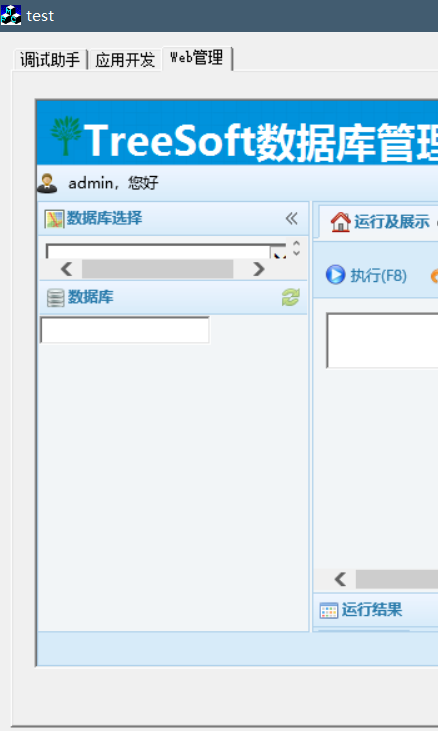 test
调试助手 应用开发 Web管理
TreeSoft数据库管理
admin，您好
数据库选择
运行及展示
执行(F8)
数据库
运行结果